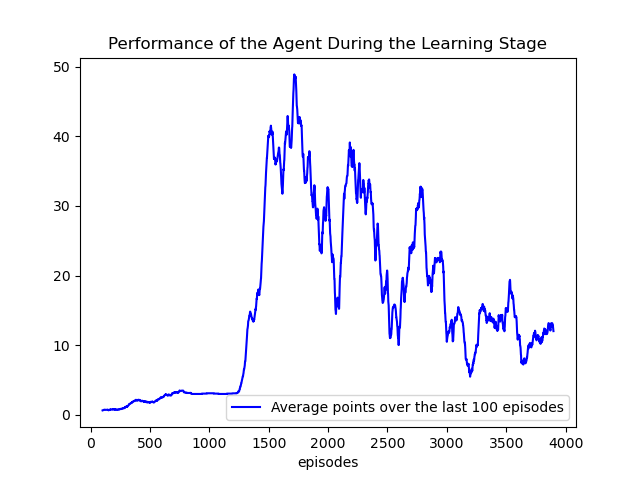 Performance of the Agent During the Learning Stage
50
40
30
20
10
0
Average points over the last 100 episodes
0 500 1000 1500 2000 2500 3000 3500 4000
episodes